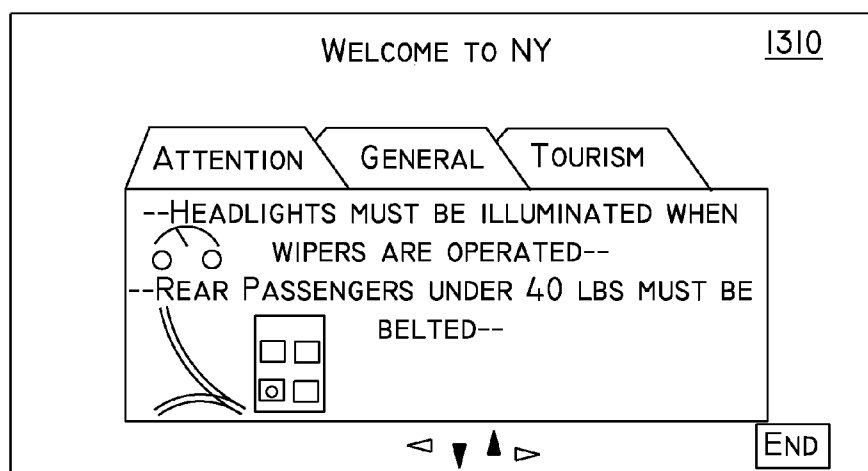 WELCOME TO NY
1310
ATTENTION
GENERAL
TOURISM
--HEADLIGHTS MUST BE ILLUMINATED WHEN
WIPERS ARE OPERATED--
--REAR PASSENGERS UNDER 40 LBS MUST BE
BELTED--
END